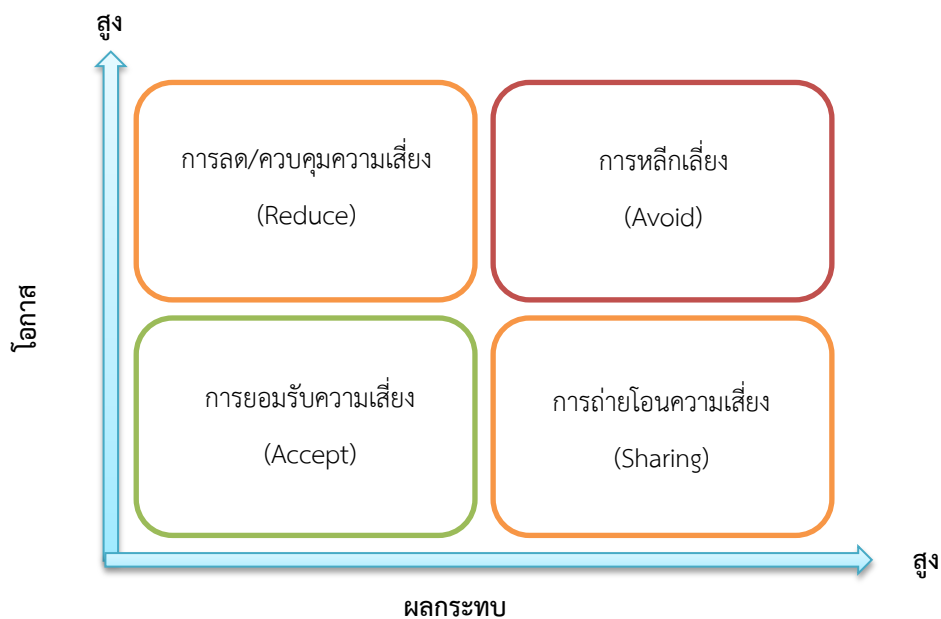 สูง
การลด/ควบคุมความเสี่ยง
(Reduce)
การหลีกเลี่ยง
(Avoid)
โอกาส
การยอมรับความเสี่ยง
(Accept)
การถ่ายโอนความเสี่ยง
(Sharing)
สูง
ผลกระทบ